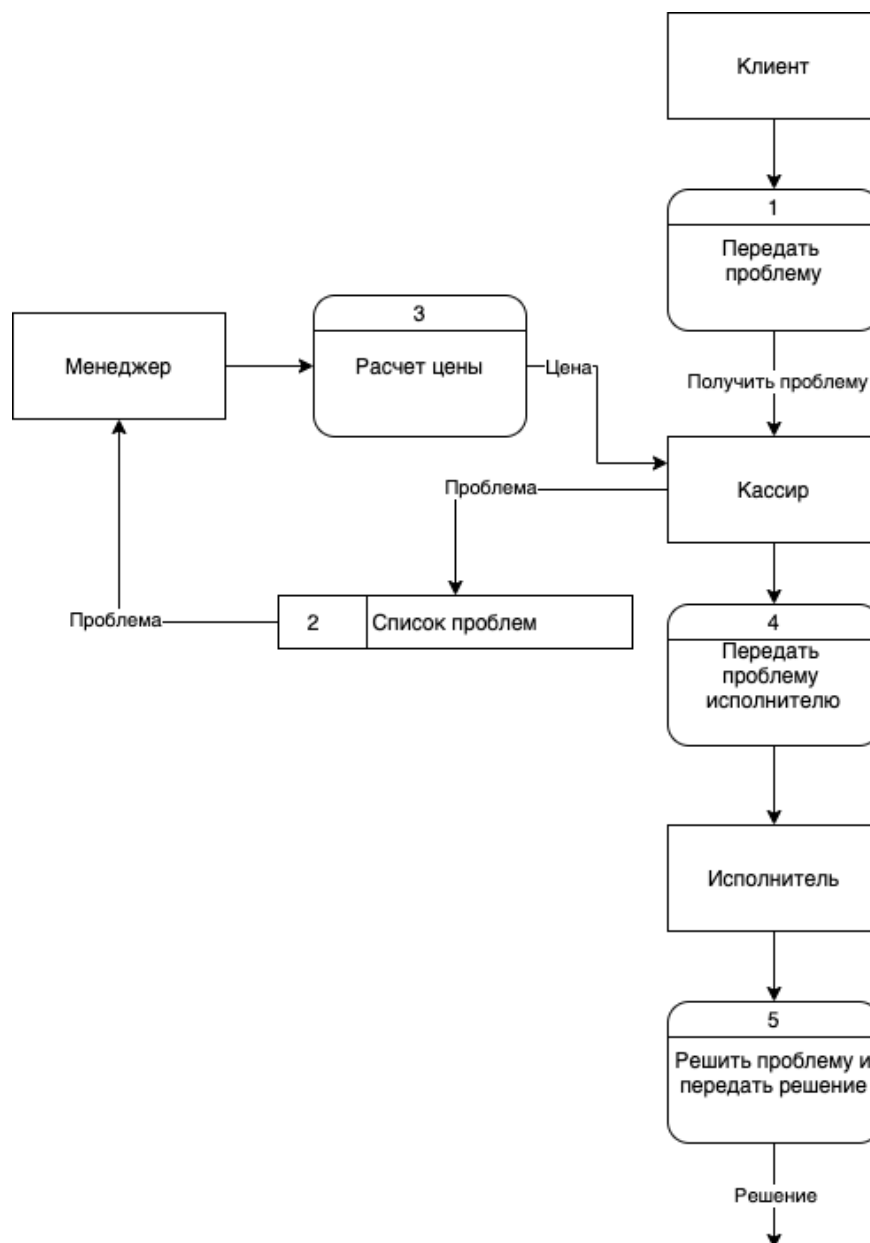 Клиент
1
Передать
проблему
3
Менеджер
Расчет цены
Цена
Получить проблему
Проблема
Кассир
Проблема
2
Список проблем
4
Передать
проблему
исполнителю
Исполнитель
5
Решить проблему и
передать решение
Решение